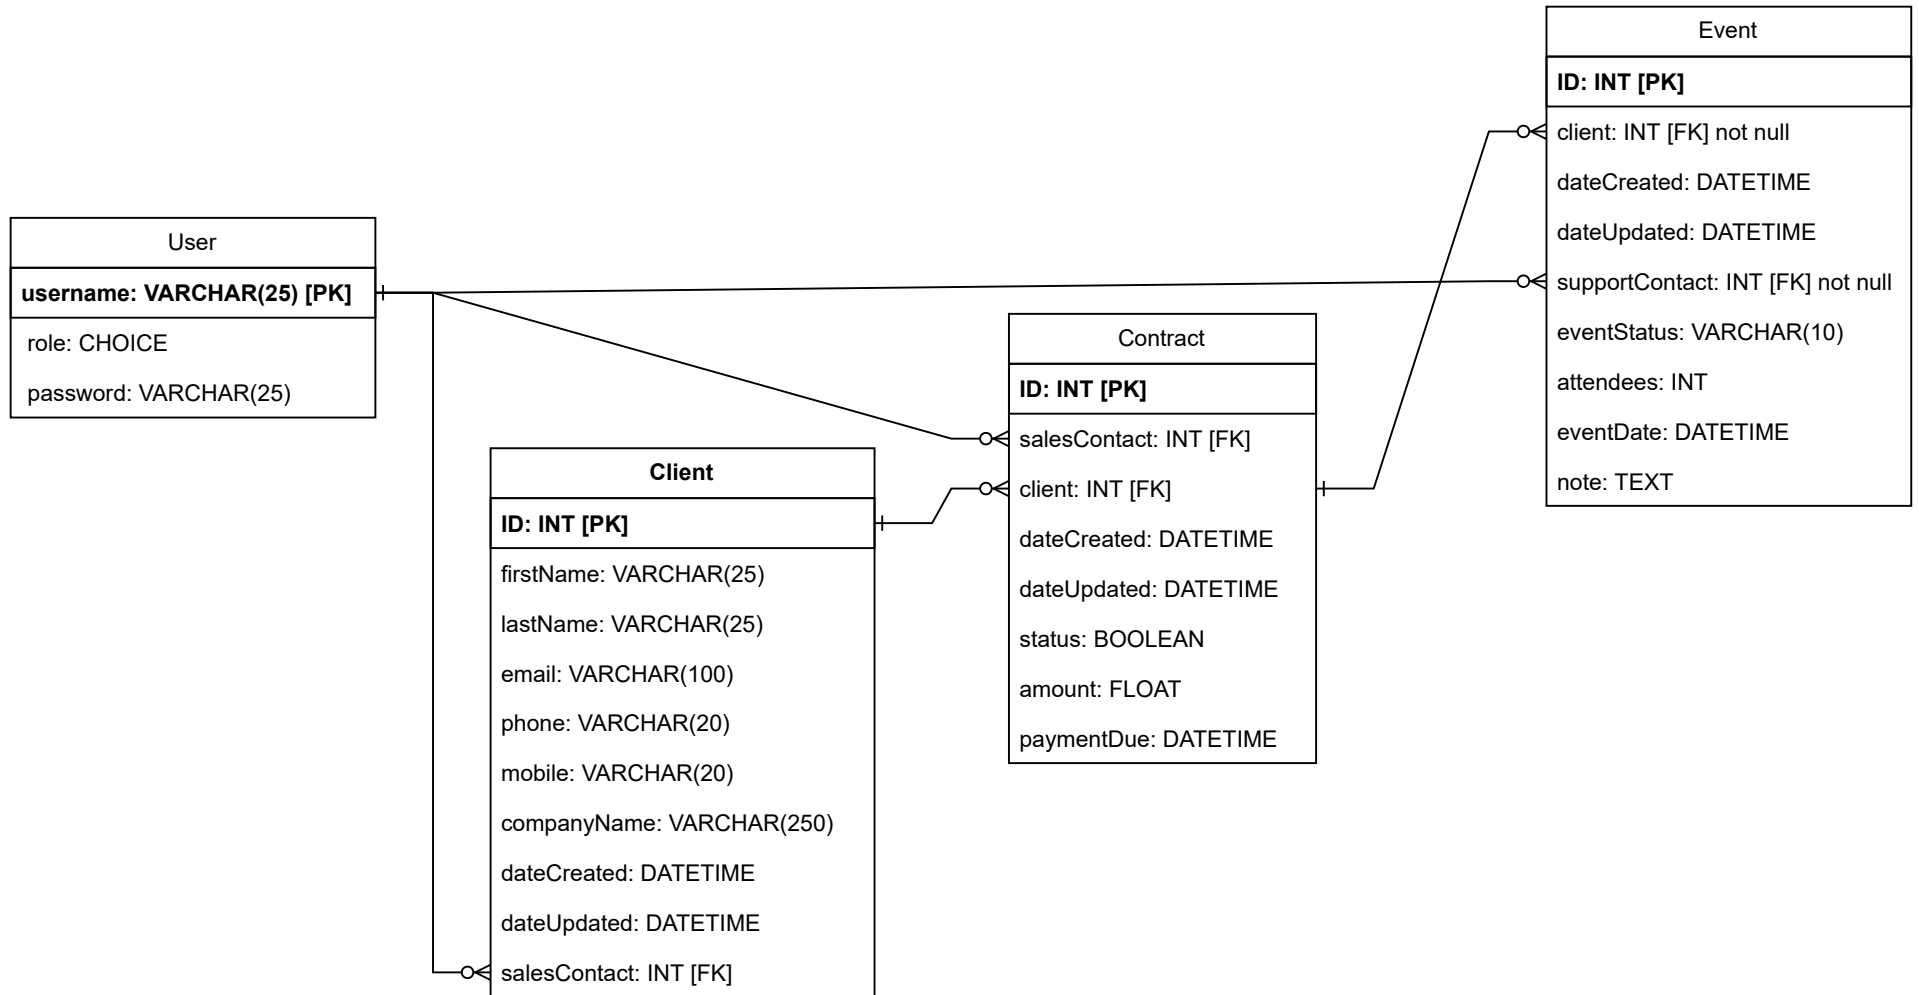 User
username: VARCHAR(25) [PK]
role: CHOICE
password: VARCHAR(25)
Client
ID: INT [PK]
firstName: VARCHAR(25)
lastName: VARCHAR(25)
email: VARCHAR(100)
phone: VARCHAR(20)
mobile: VARCHAR(20)
companyName: VARCHAR(250)
dateCreated: DATETIME
dateUpdated: DATETIME
salesContact: INT [FK]
Contract
ID: INT [PK]
salesContact: INT [FK]
client: INT [FK]
dateCreated: DATETIME
dateUpdated: DATETIME
status: BOOLEAN
amount: FLOAT
paymentDue: DATETIME
Event
ID: INT [PK]
client: INT [FK] not null
dateCreated: DATETIME
dateUpdated: DATETIME
supportContact: INT [FK] not null
eventStatus: VARCHAR(10)
attendees: INT
eventDate: DATETIME
note: TEXT